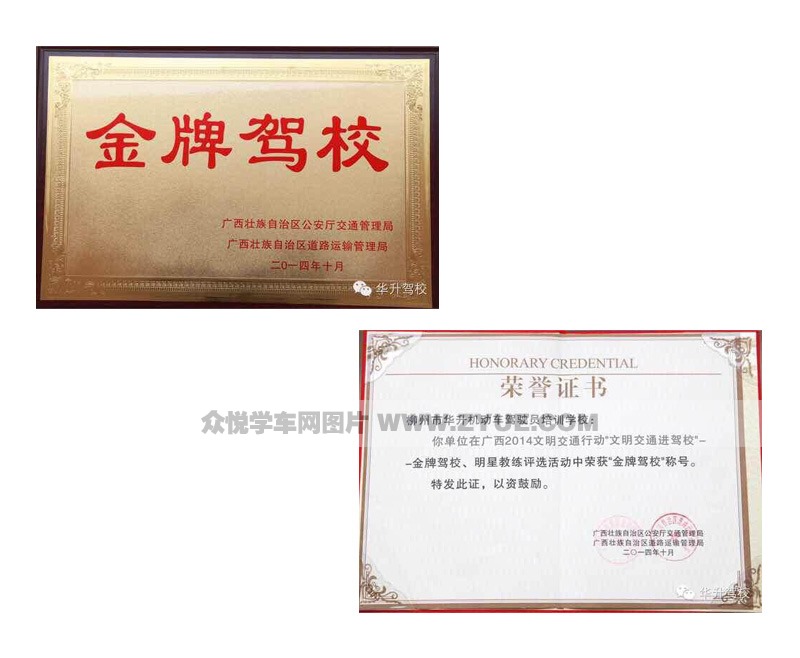 金牌驾校
广西壮族自治区公安厅交通管理局
广西壮族自治区道路运输管理局
二〇一四年十月
华升驾校
HONORARY CREDENTIAL
荣誉证书
众悦学车网图片
柳州市华升机动车驾驶员培训学校：
你单位在广西2014文明交通行动“文明交通进驾校”-
-金牌驾校、明星教练评选活动中荣获“金牌驾校”称号。
特发此证，以资鼓励。
广西壮族自治区公安厅交通管理局
广西壮族自治区道路运输管理局
二〇一四年十月
华升驾校